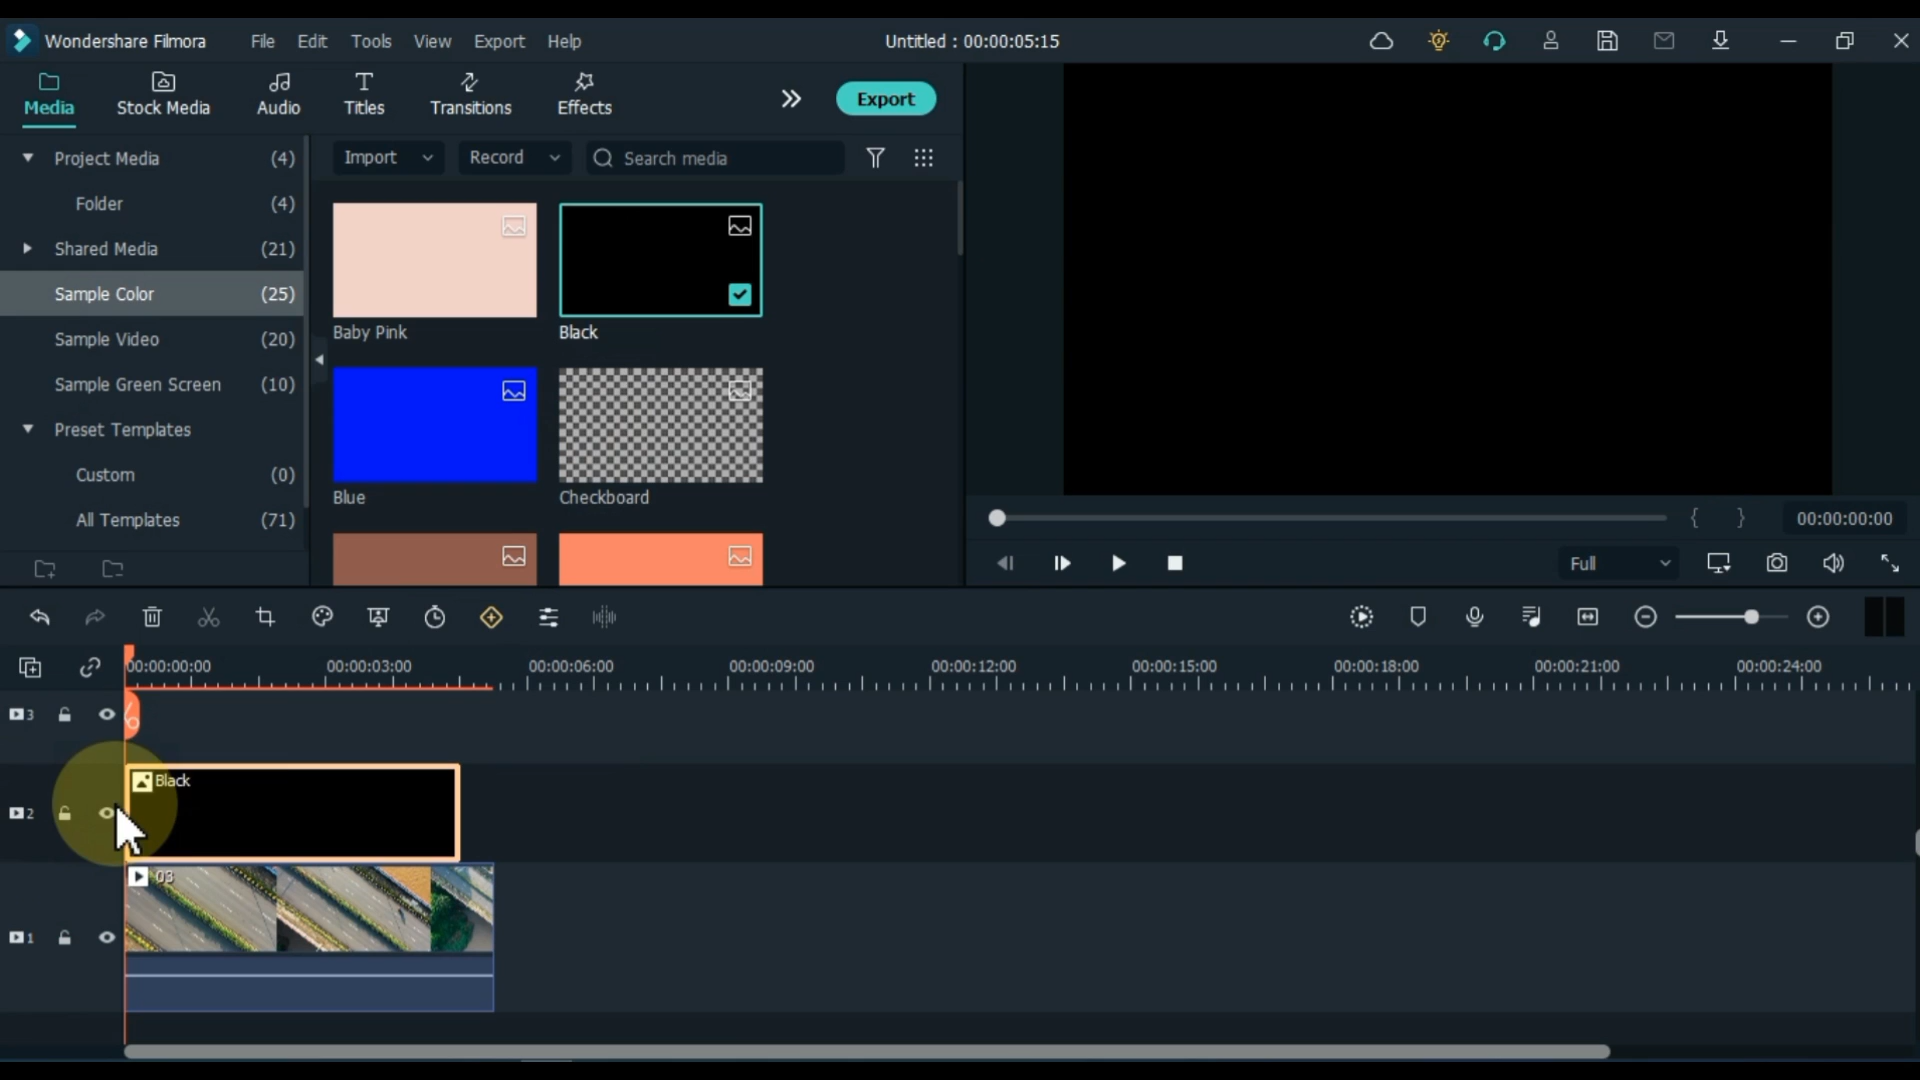 Wondershare Filmora
File Edit Tools View Export Help
Untitled : 00:00:05:15
Media
Stock Media
Audio
Titles
Transitions
Effects
Export
Project Media (4)
Folder (4)
Shared Media (21)
Sample Color (25)
Sample Video (20)
Sample Green Screen (10)
Preset Templates
Custom (0)
All Templates (71)
Import
Record
Search media
Baby Pink
Black
Blue
Checkboard
00:00:00:00
Full
00:00:00:00 00:00:03:00 00:00:06:00 00:00:09:00 00:00:12:00 00:00:15:00 00:00:18:00 00:00:21:00 00:00:24:00
3
Black
2
03
1